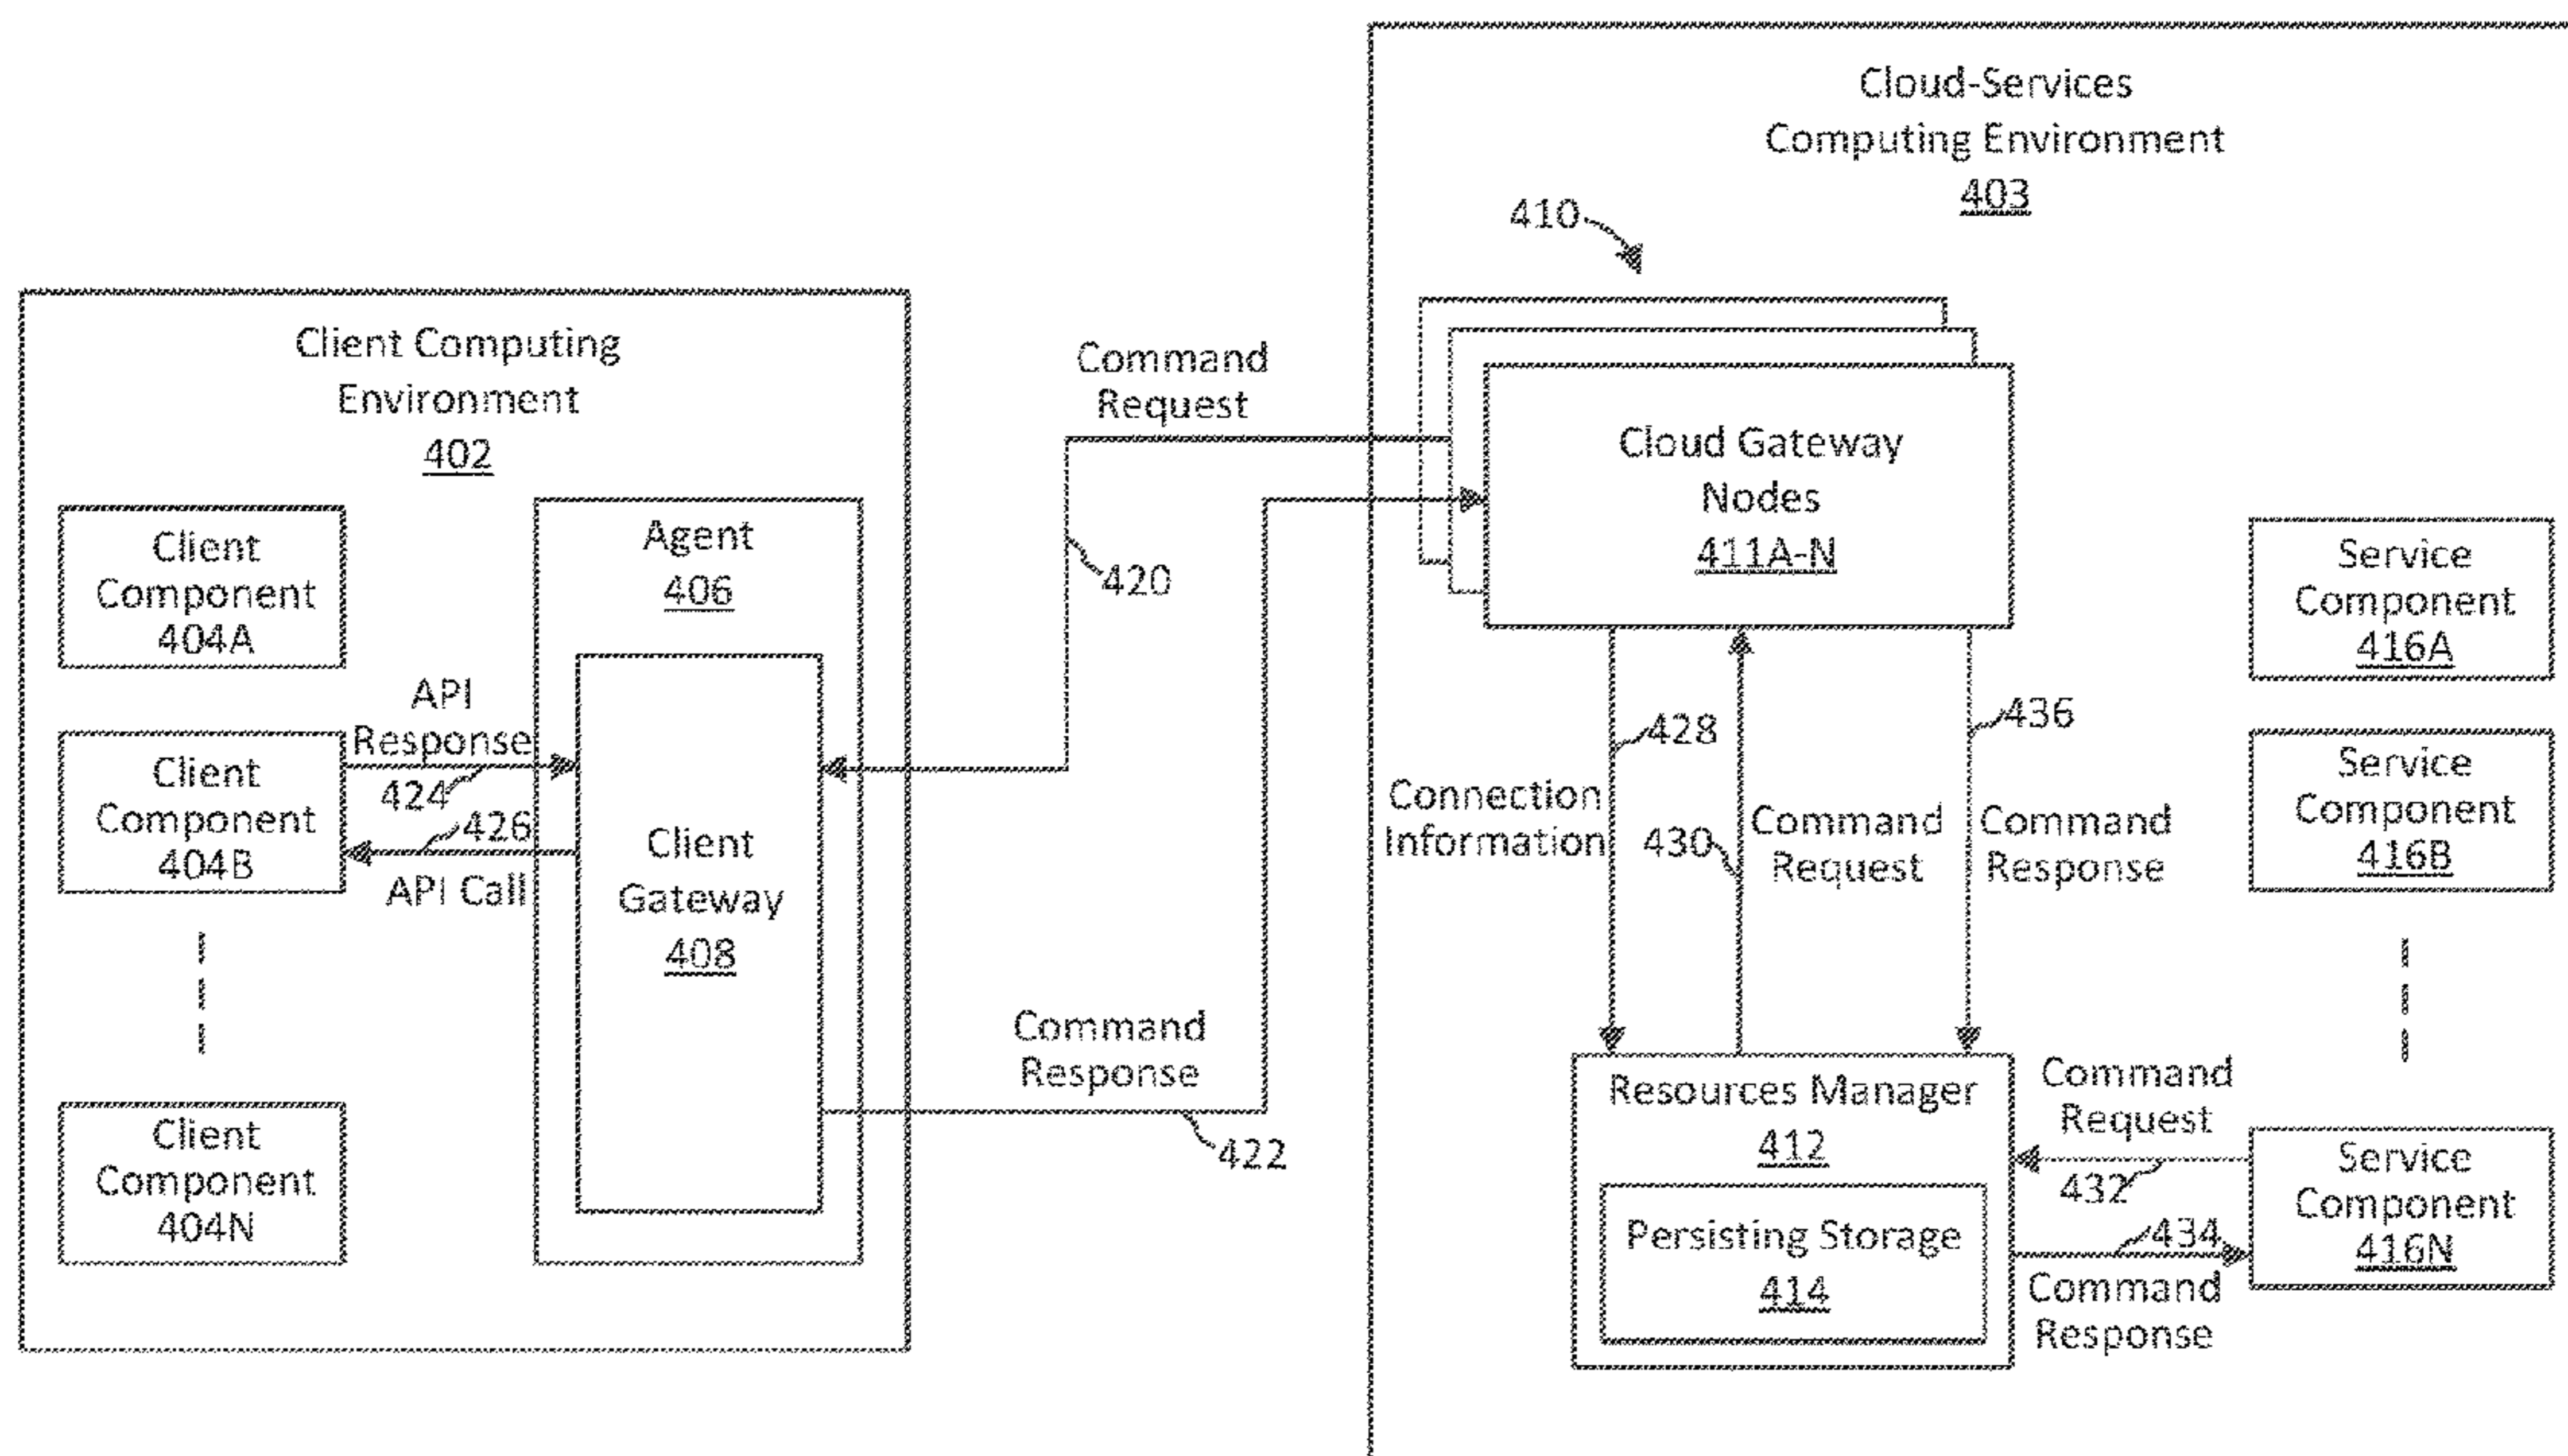 Cloud-Services
Computing Environment
403
410
Client Computing
Environment
402
Command
Request
Cloud Gateway
Nodes
411A-N
420
Client
Component
404A
Agent
406
Service
Component
416A
API
Response
424
426
API Call
Client
Component
404B
Client
Gateway
408
428
436
Connection
Information
430
Command
Request
Command
Response
Service
Component
416B
Command
Response
422
Client
Component
404N
Resources Manager
412
Persisting Storage
414
Command
Request
432
434
Command
Response
Service
Component
416N